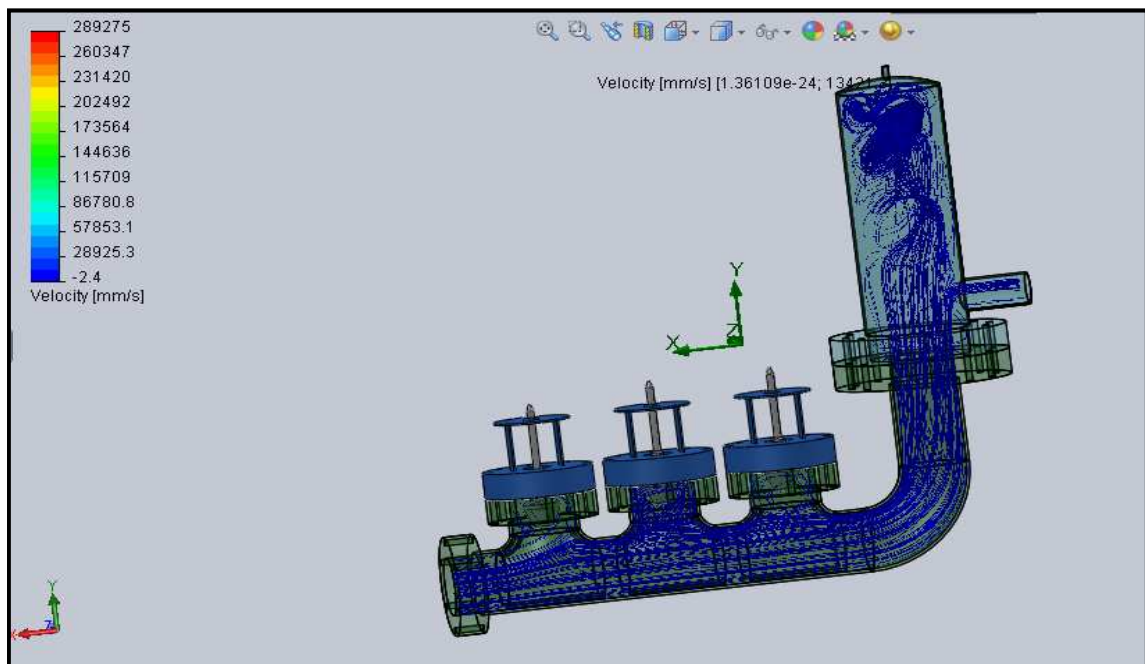 289275
260347
231420
202492
173564
144636
115709
86780.8
57853.1
28925.3
-2.4
Velocity [mm/s]
Velocity [mm/s] [1.36109e-24;
Y
X
Z
Y
X
Z